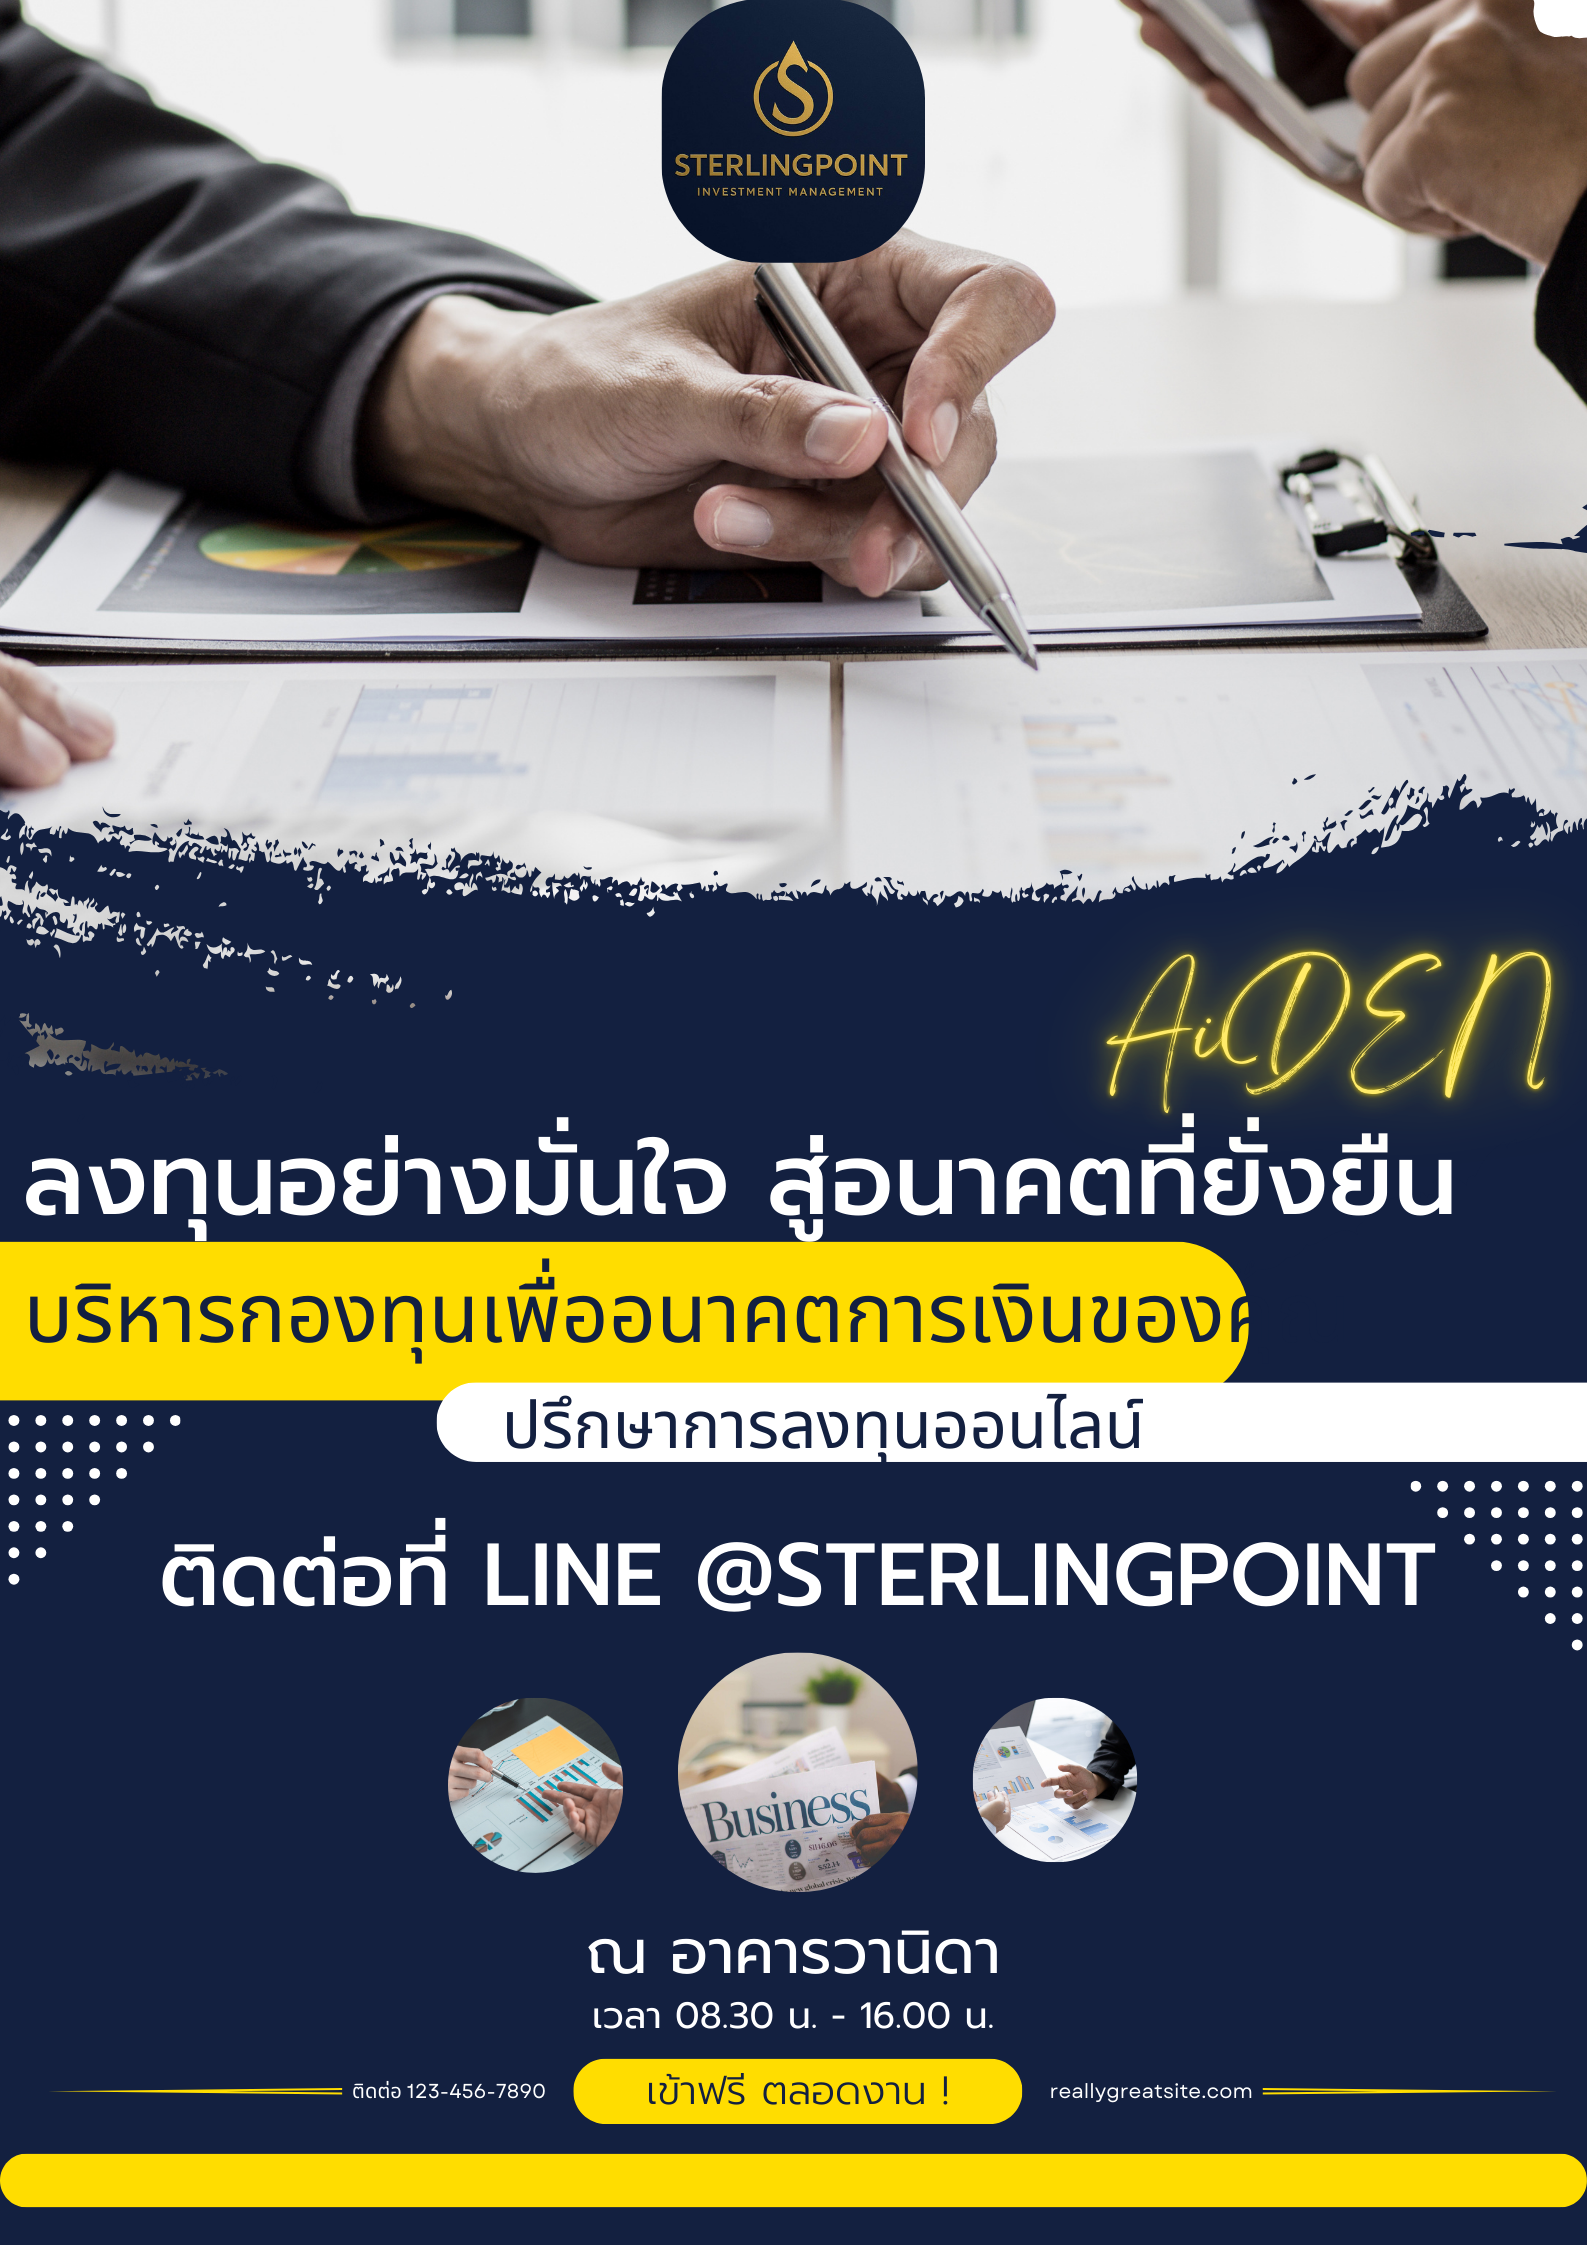 STERLINGPOINT
INVESTMENT MANAGEMENT
AiDEN
ลงทุนอย่างมั่นใจ สู่อนาคตที่ยั่งยืน
บริหารกองทุนเพื่ออนาคตการเงินของ
ปรึกษาการลงทุนออนไลน์
ติดต่อที่ LINE @STERLINGPOINT
Business
ณ อาคารวานิดา
เวลา 08.30 น. - 16.00 น.
ติดต่อ 123-456-7890
เข้าฟรี ตลอดงาน !
reallygreatsite.com